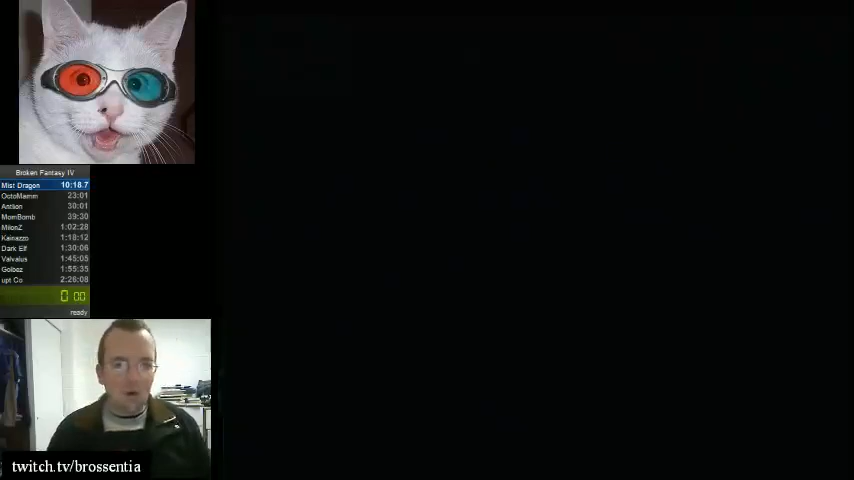 Broken Fantasy IV
Mist Dragon 10:18.7
OctoMamm 23:01
Antlion 30:01
MomBomb 39:30
MilonZ 1:02:28
Kainazzo 1:18:12
Dark Elf 1:30:06
Valvalus 1:45:05
Golbez 1:55:35
upt Co 2:26:08
0 00
ready
twitch.tv/brossentia